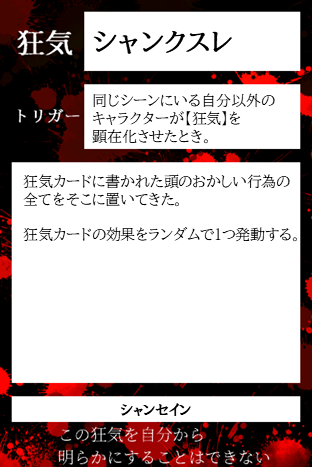 狂気
シャンクスレ
トリガー
同じシーンにいる自分以外の
キャラクターが【狂気】を
顕在化させたとき。
狂気カードに書かれた頭のおかしい行為の
全てをそこに置いてきた。
狂気カードの効果をランダムで1つ発動する。
シャンセイン
この狂気を自分から
明らかにすることはできない